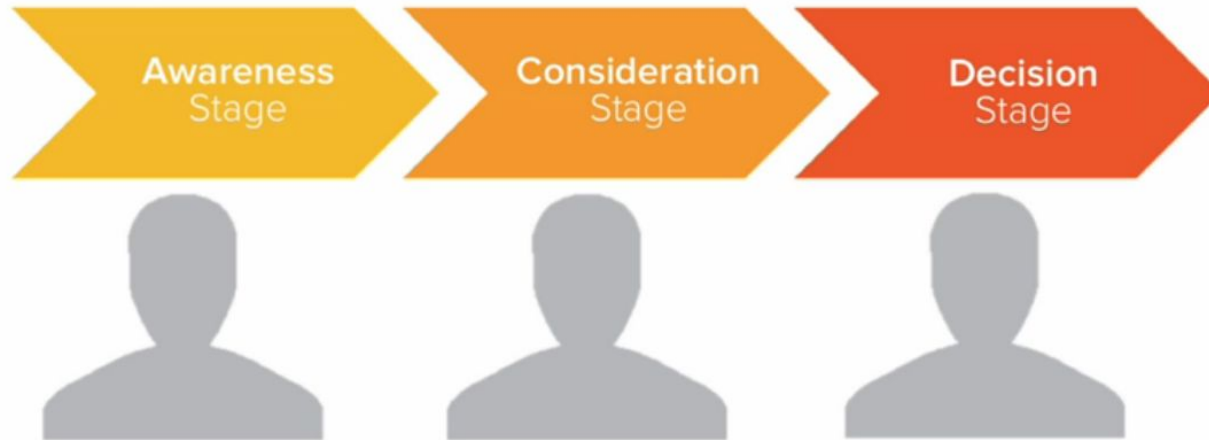 Awareness
Stage
Consideration
Stage
Decision
Stage